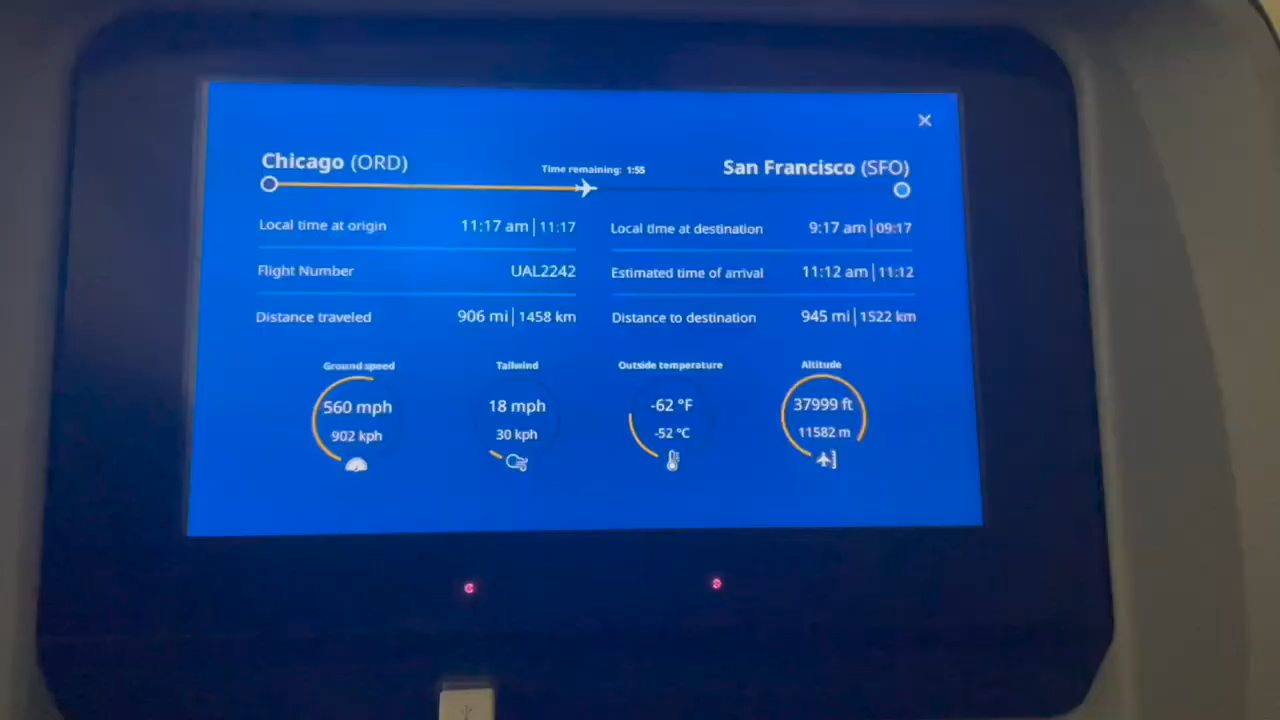 Chicago (ORD)
Time remaining: 1:55
San Francisco (SFO)
Local time at origin 11:17 am | 11:17
Local time at destination 9:17 am | 09:17
Flight Number UAL2242
Estimated time of arrival 11:12 am | 11:12
Distance traveled 906 mi | 1458 km
Distance to destination 945 mi | 1522 km
Ground speed
560 mph
902 kph
Tailwind
18 mph
30 kph
Outside temperature
-62 °F
-52 °C
Altitude
37999 ft
11582 m